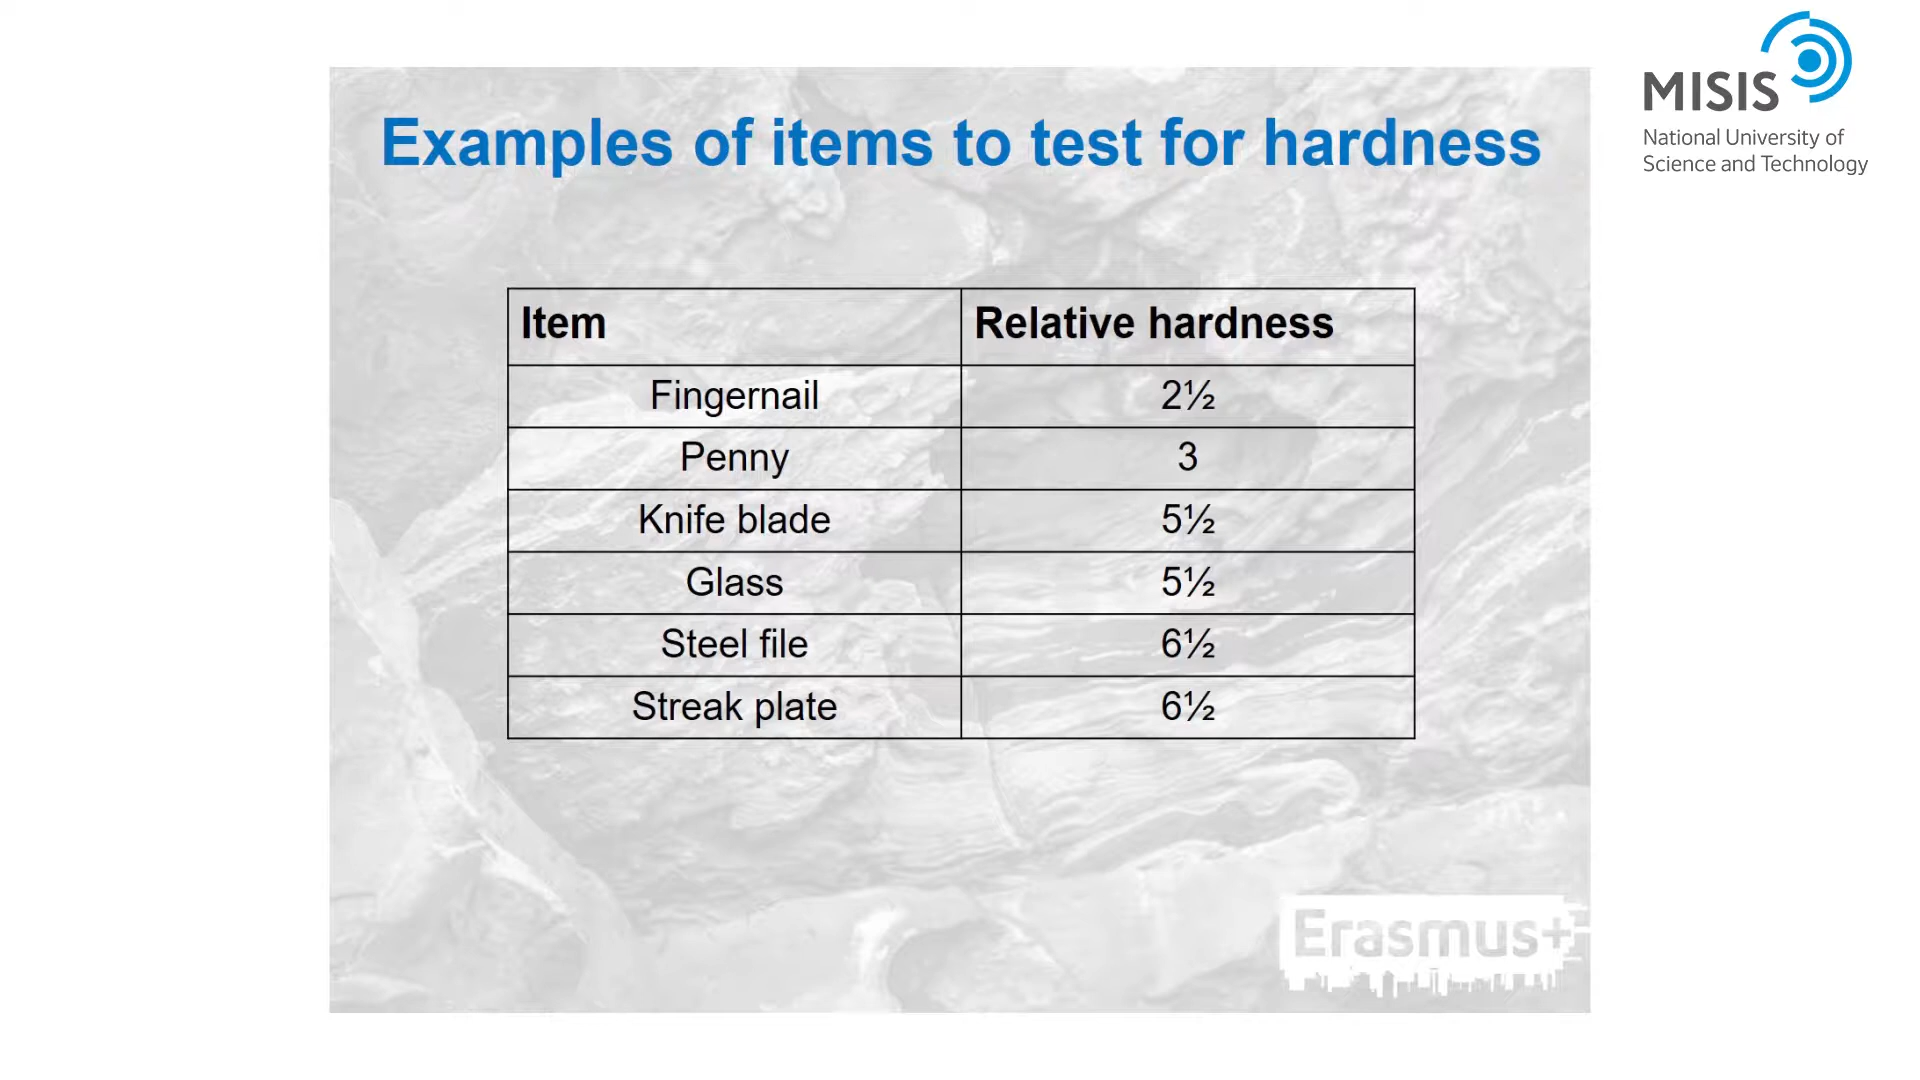 MISIS
National University of
Science and Technology
Examples of items to test for hardness
Item Relative hardness
Fingernail 2½
Penny 3
Knife blade 5½
Glass 5½
Steel file 6½
Streak plate 6½
Erasmus+